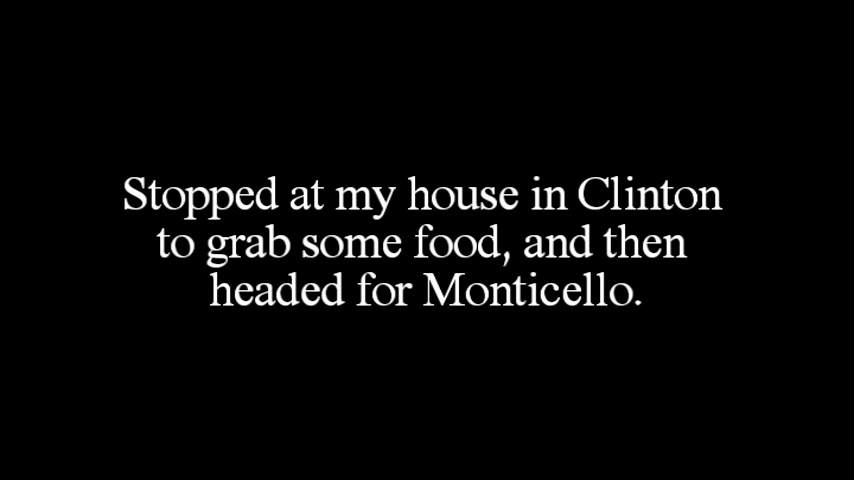 Stopped at my house in Clinton
to grab some food, and then
headed for Monticello.